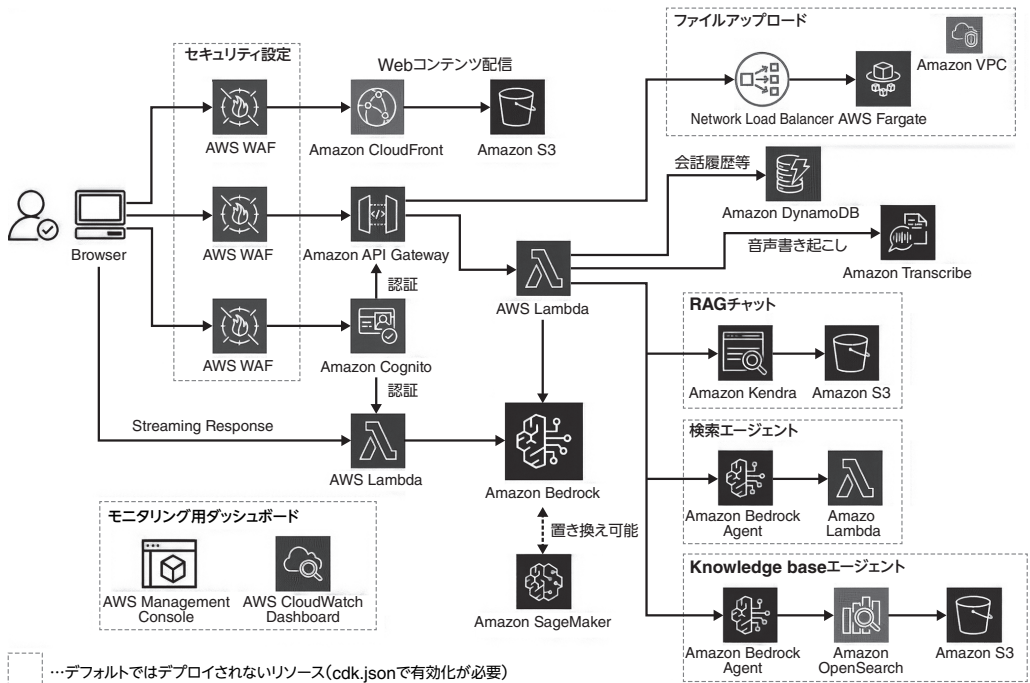 ファイルアップロード
Amazon VPC
Network Load Balancer
AWS Fargate
セキュリティ設定
Webコンテンツ配信
AWS WAF
Amazon CloudFront
Amazon S3
会話履歴等
Amazon DynamoDB
Browser
AWS WAF
Amazon API Gateway
音声書き起こし
Amazon Transcribe
認証
AWS Lambda
AWS WAF
Amazon Cognito
認証
RAGチャット
Amazon Kendra
Amazon S3
Streaming Response
AWS Lambda
Amazon Bedrock
検索エージェント
Amazon Bedrock
Agent
Amazo
Lambda
置き換え可能
Amazon SageMaker
モニタリング用ダッシュボード
AWS Management
Console
AWS CloudWatch
Dashboard
Knowledge baseエージェント
Amazon Bedrock
Agent
Amazon
OpenSearch
Amazon S3
…デフォルトではデプロイされないリソース(cdk.jsonで有効化が必要)